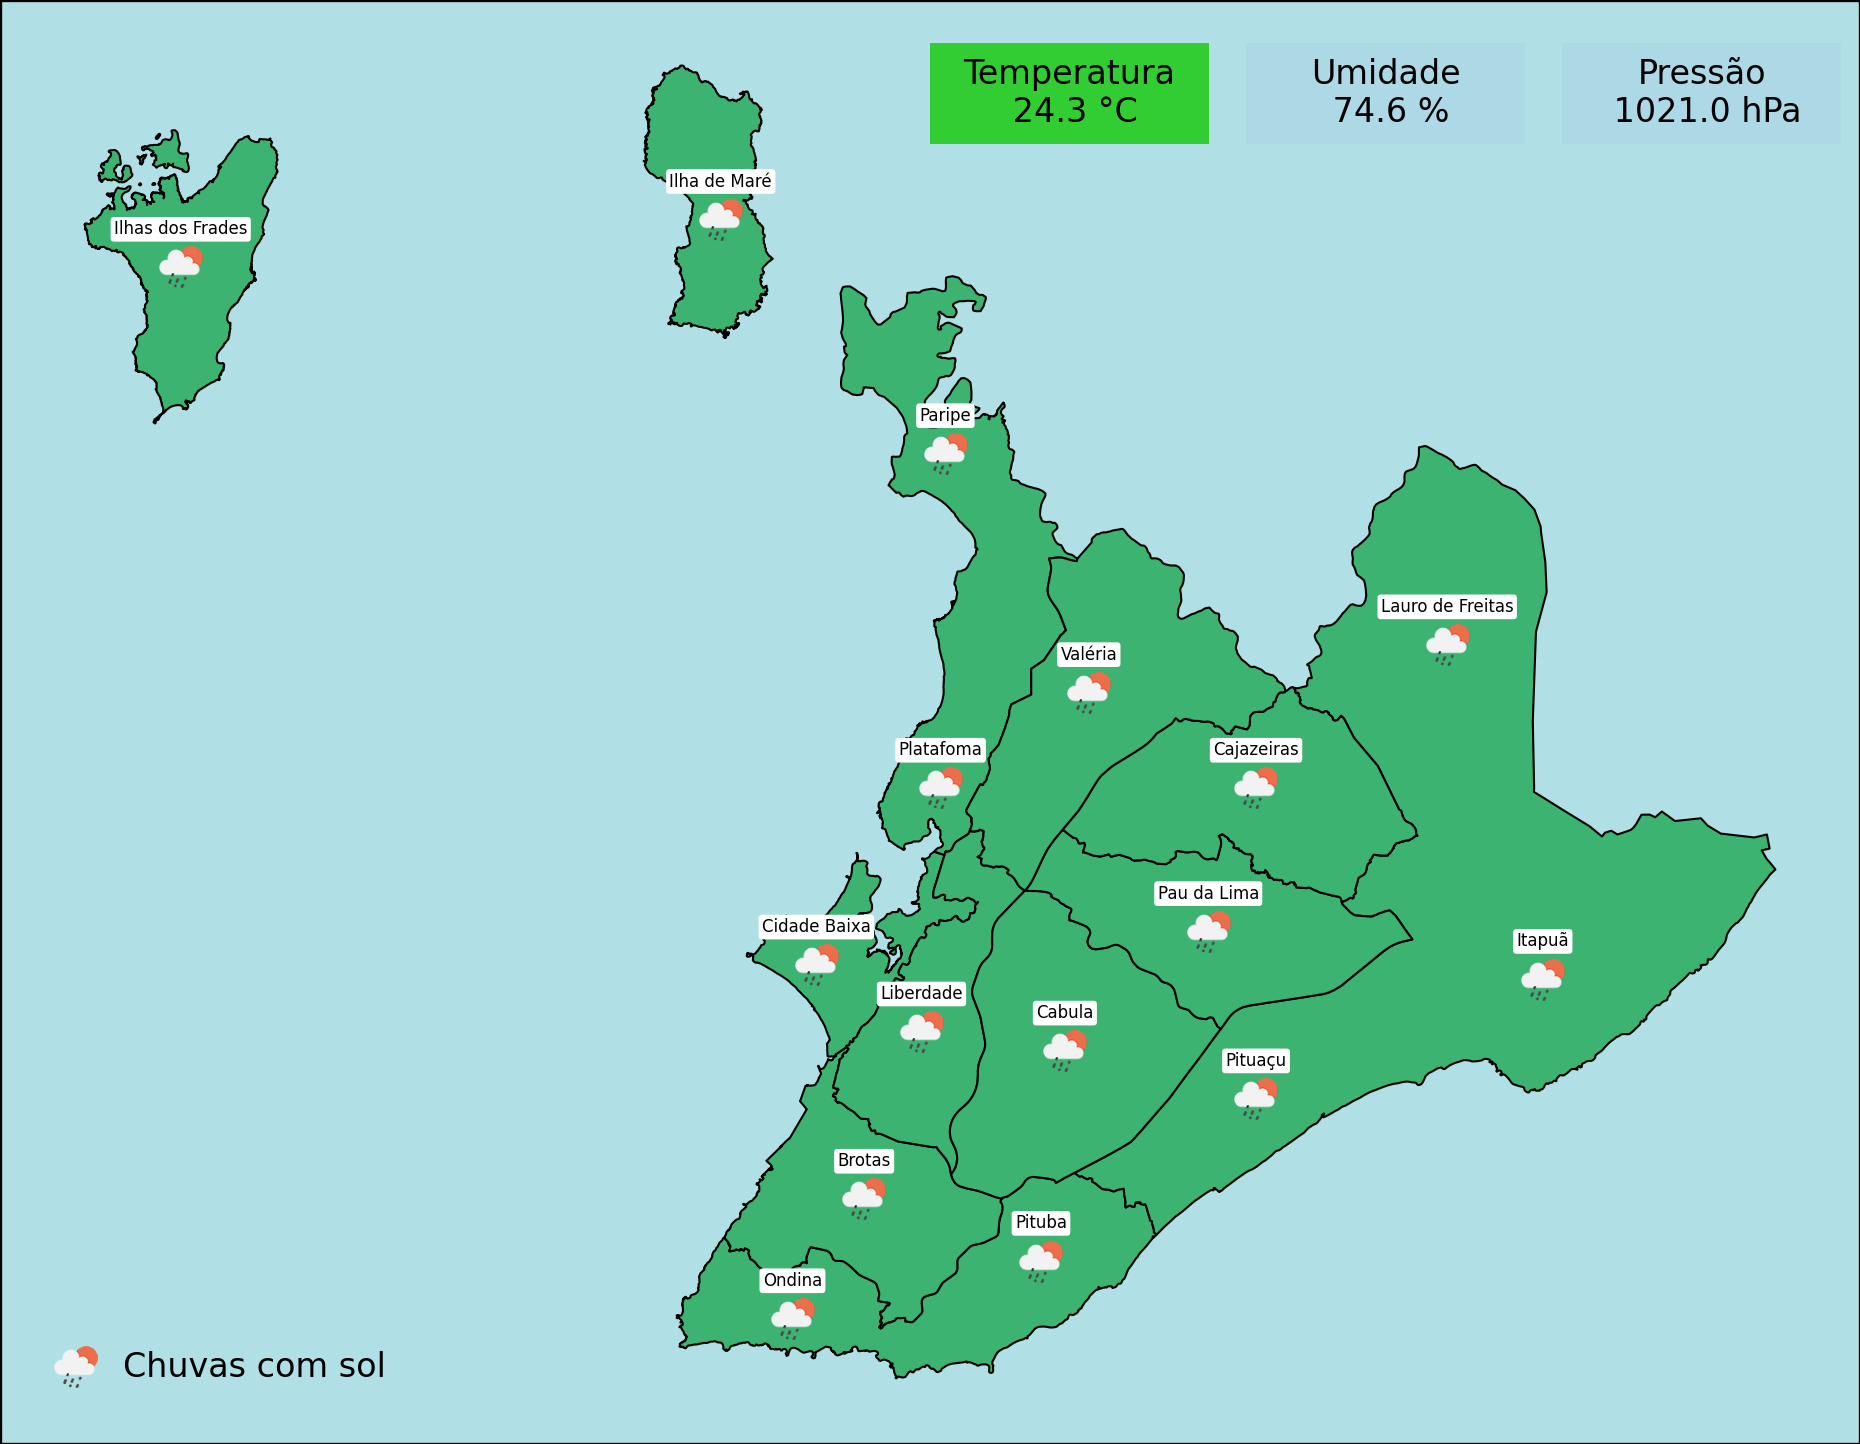 Temperatura
24.3 °C
Umidade
74.6 %
Pressão
1021.0 hPa
Ilha de Maré
Ilhas dos Frades
Paripe
Lauro de Freitas
Valéria
Platafoma
Cajazeiras
Pau da Lima
Cidade Baixa
Itapuã
Liberdade
Cabula
Pituaçu
Brotas
Pituba
Ondina
Chuvas com sol